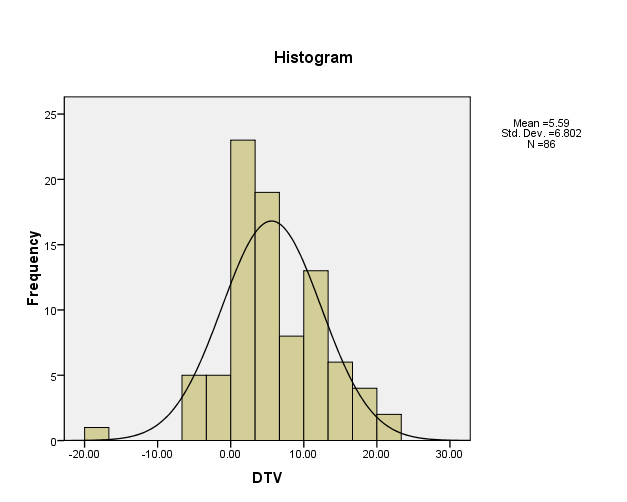 Histogram
Mean =5.59
Std. Dev. =6.802
N =86
Frequency
25
20
15
10
5
0
-20.00 -10.00 0.00 10.00 20.00 30.00
DTV